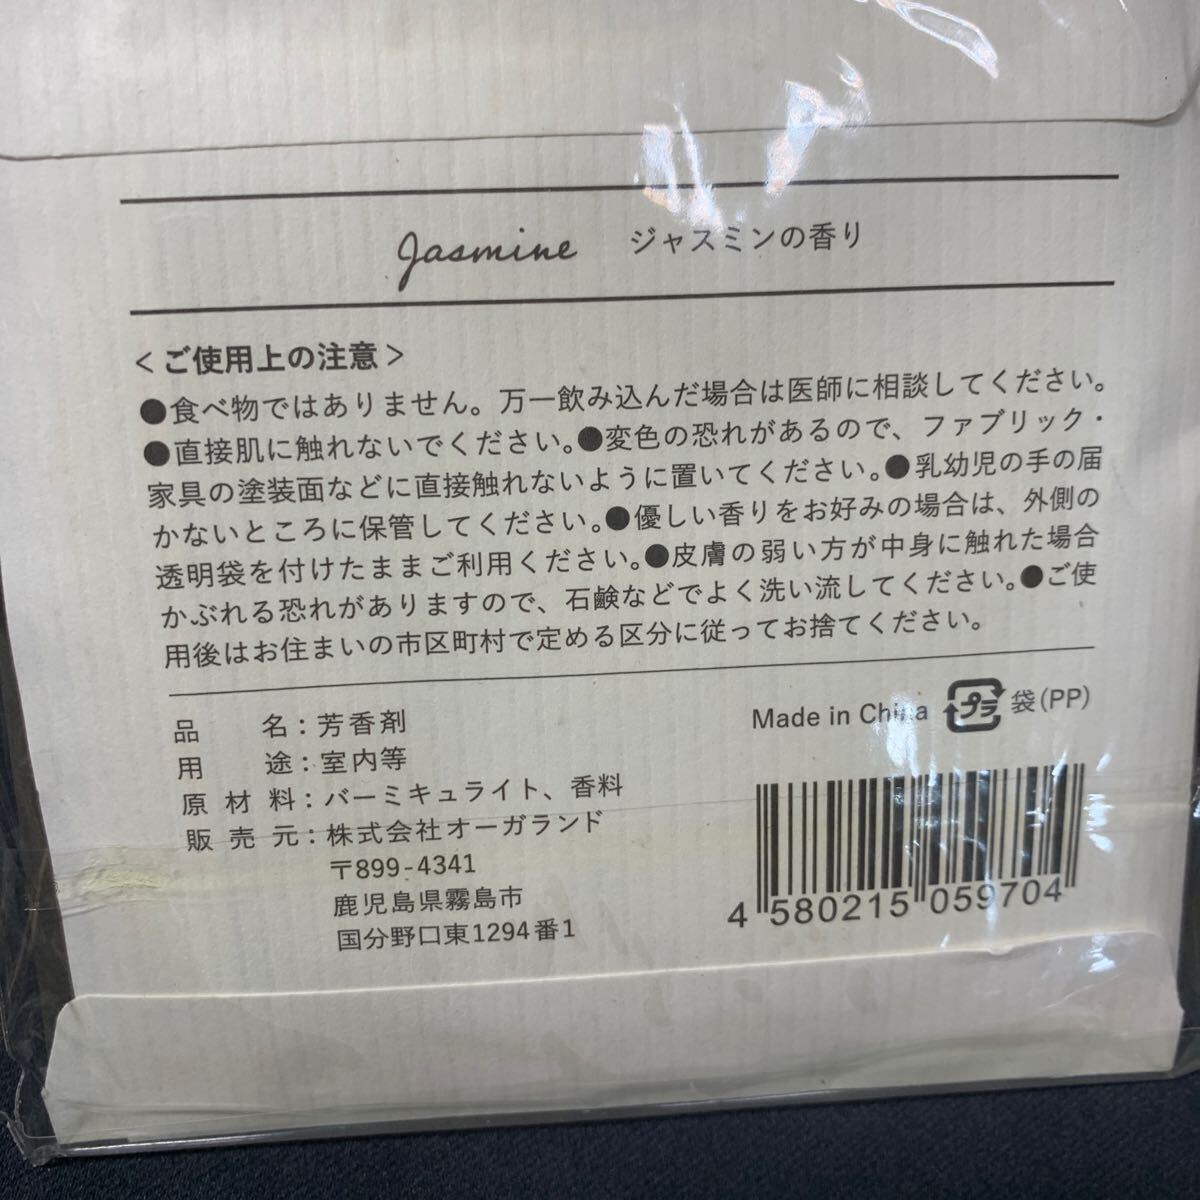 Jasmine ジャスミンの香り
<ご使用上の注意>
●食べ物ではありません。万一飲み込んだ場合は医師に相談してください。
●直接肌に触れないでください。●変色の恐れがあるので、ファブリック・
家具の塗装面などに直接触れないように置いてください。●乳幼児の手の届
かないところに保管してください。●優しい香りをお好みの場合は、外側の
透明袋を付けたままご利用ください。●皮膚の弱い方が中身に触れた場合
かぶれる恐れがありますので、石鹸などでよく洗い流してください。●ご使
用後はお住まいの市区町村で定める区分に従ってお捨てください。
品名:芳香剤
用途:室内等
原材料:バーミキュライト、香料
販売元:株式会社オーガランド
〒899-4341
鹿児島県霧島市
国分野口東1294番1
Made in China プラ 袋(PP)
4 580215 059704